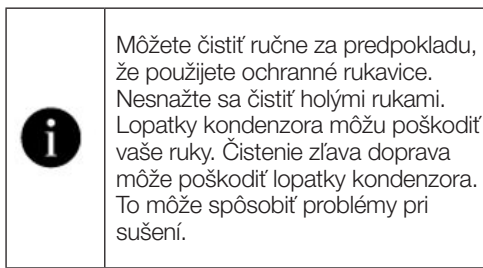 Môžete čistiť ručne za predpokladu,
že použijete ochranné rukavice.
Nesnažte sa čistiť holými rukami.
Lopatky kondenzora môžu poškodiť
vaše ruky. Čistenie zľava doprava
môže poškodiť lopatky kondenzora.
To môže spôsobiť problémy pri
sušení.